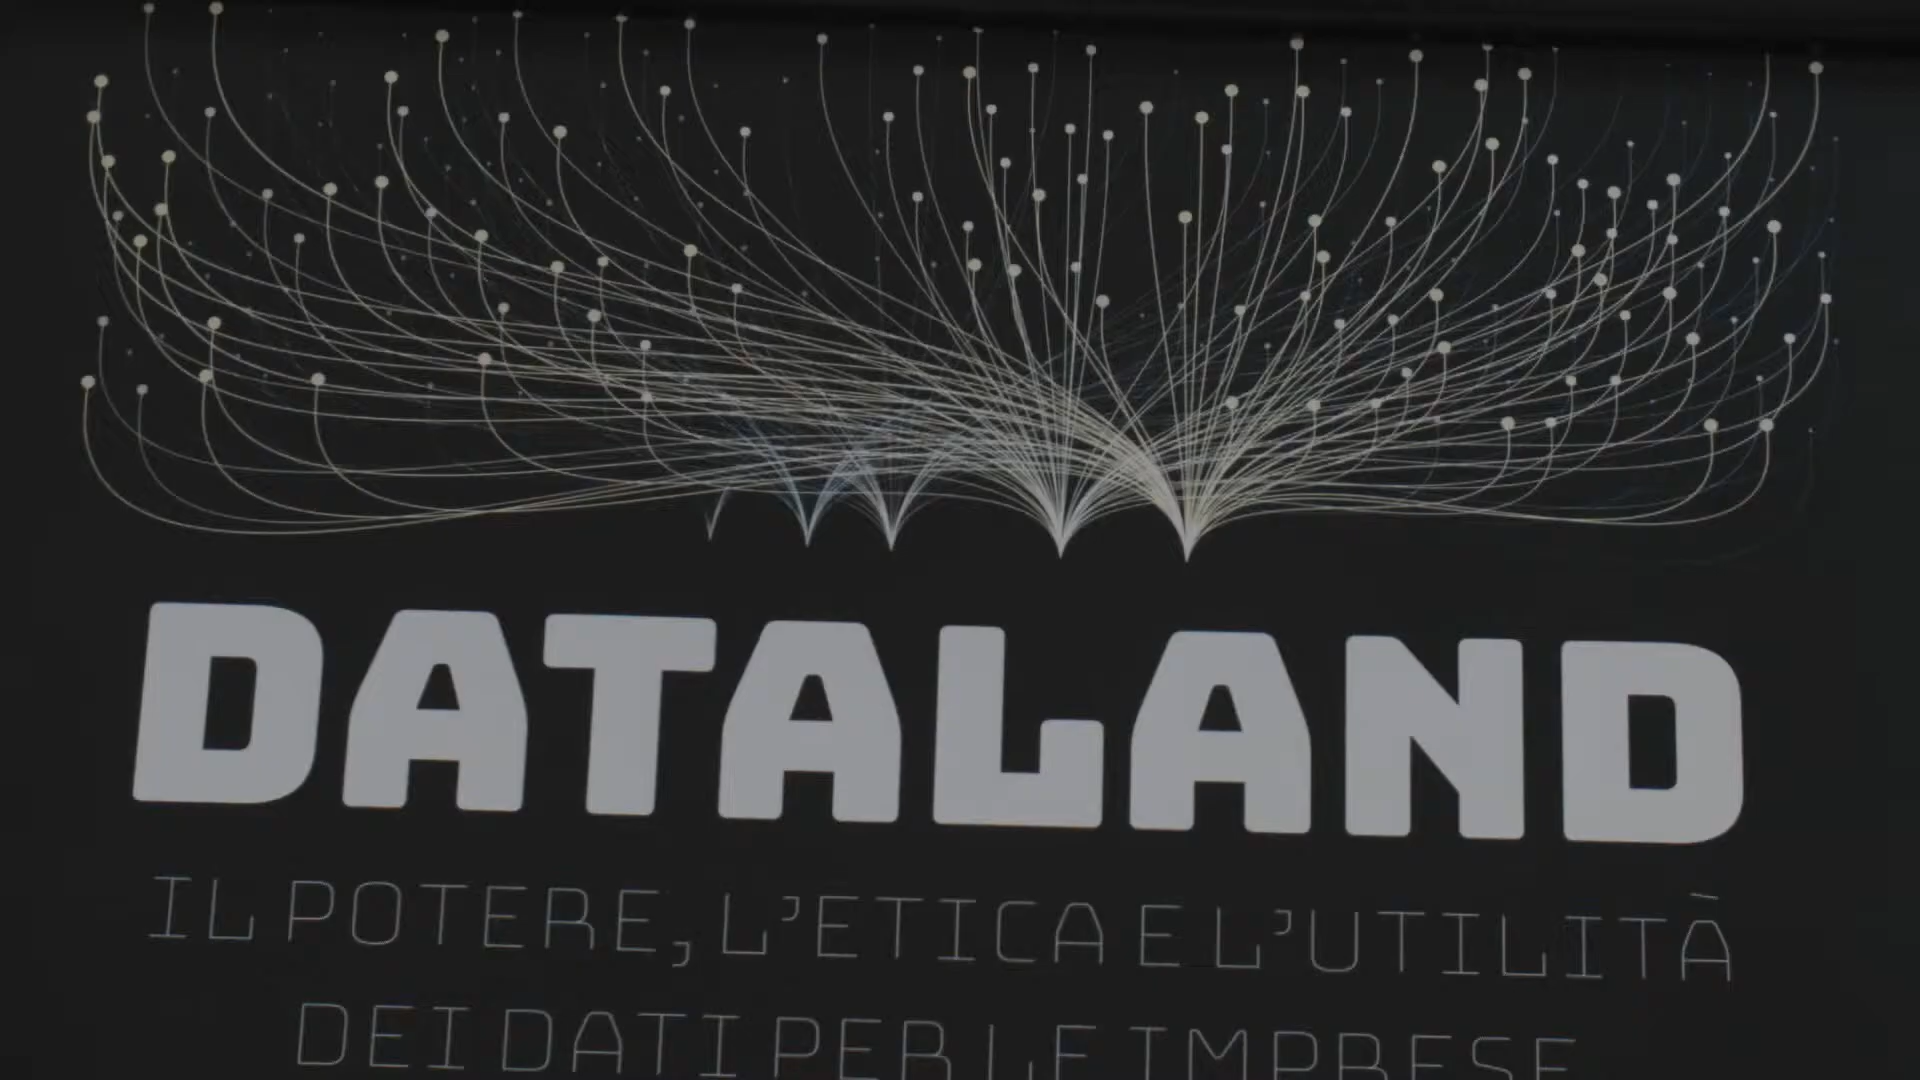 DATALAND
IL POTERE, L'ETICA E L'UTILITÀ
DEI DATI PER LE IMPRESE